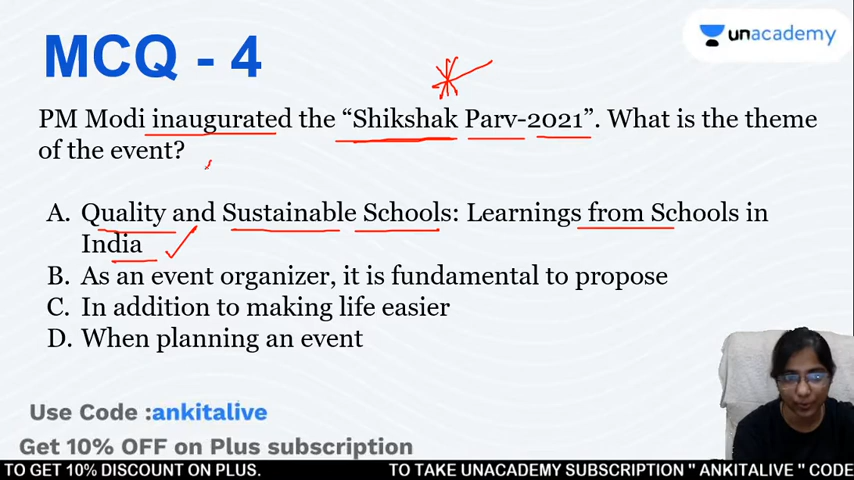 MCQ - 4
unacademy
PM Modi inaugurated the “Shikshak Parv-2021”. What is the theme
of the event?
A. Quality and Sustainable Schools: Learnings from Schools in
India
B. As an event organizer, it is fundamental to propose
C. In addition to making life easier
D. When planning an event
Use Code :ankitalive
Get 10% OFF on Plus subscription
TO GET 10% DISCOUNT ON PLUS. TO TAKE UNACADEMY SUBSCRIPTION " ANKITALIVE " CODE